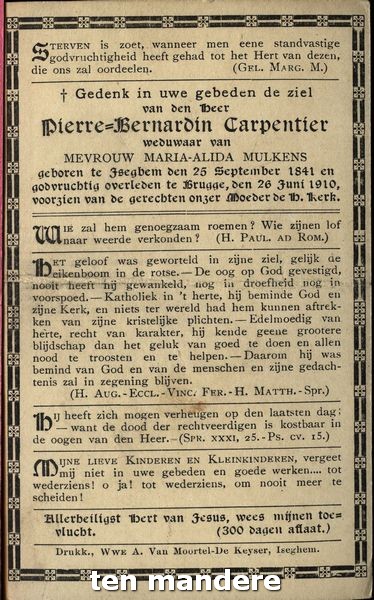 STERVEN is zoet, wanneer men eene standvastige
godvruchtigheid heeft gehad tot het Hert van dezen,
die ons zal oordeelen. (GEL. MARG. M.)
† Gedenk in uwe gebeden de ziel
van den Heer
Pierre=Bernardin Carpentier
weduwaar van
MEVROUW MARIA-ALIDA MULKENS
geboren te Iseghem den 25 September 1841 en
godvruchtig overleden te Brugge, den 26 Juni 1910,
voorzien van de gerechten onzer Moeder de H. Kerk.
WIE zal hem genoegzaam roemen? Wie zijnen lof
naar weerde verkonden? (H. PAUL. AD ROM.)
HET geloof was geworteld in zijne ziel, gelijk de
eikenboom in de rotse. — De oog op God gevestigd,
nooit heeft hij gewankeld, nog in droefheid nog in
voorspoed. — Katholiek in 't herte, hij beminde God en
zijne Kerk, en niets ter wereld had hem kunnen aftrek-
ken van zijne kristelijke plichten. — Edelmoedig van
herte, recht van karakter, hij kende geene grootere
blijdschap dan het geluk van goed te doen en allen
nood te troosten en te helpen. — Daarom hij was
bemind van God en van de menschen en zijne gedach-
tenis zal in zegening blijven.
(H. AUG. - ECCL. - VINC. FER. - H. MATTH. - SPR.)
HIJ heeft zich mogen verheugen op den laatsten dag;
— want de dood der rechtveerdigen is kostbaar in
de oogen van den Heer. — (SPR. XXXI, 25. - PS. CV. 15.)
MIJNE LIEVE KINDEREN EN KLEINKINDEREN, vergeet
mij niet in uwe gebeden en goede werken.... tot
wederziens! o ja! tot wederziens, om nooit meer te
scheiden!
Allerheiligst Hert van Jesus, wees mijnen toe-
vlucht. (300 dagen aflaat.)
Drukk., Wwe A. Van Moortel-De Keyser, Iseghem.
ten mandere